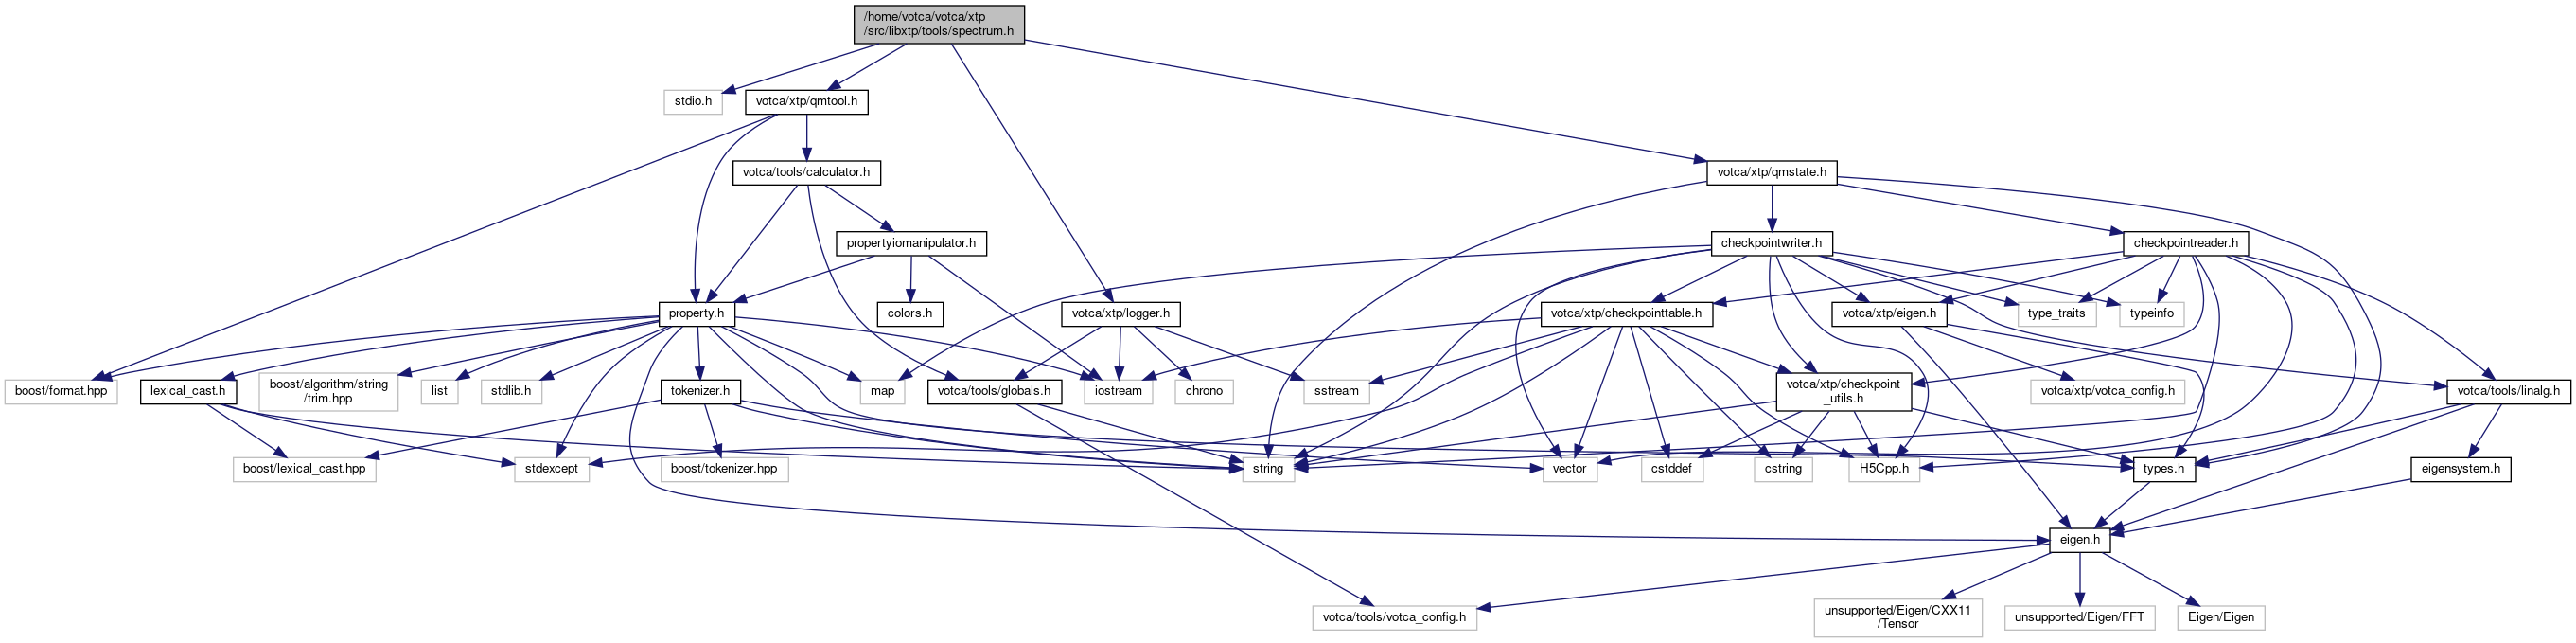 /home/votca/votca/xtp
/src/libxtp/tools/spectrum.h
stdio.h
votca/xtp/qmtool.h
votca/tools/calculator.h
votca/xtp/qmstate.h
propertyiomanipulator.h
checkpointwriter.h
checkpointreader.h
property.h
colors.h
votca/xtp/logger.h
votca/xtp/checkpointtable.h
votca/xtp/eigen.h
type_traits
typeinfo
boost/format.hpp
lexical_cast.h
boost/algorithm/string
/trim.hpp
list
stdlib.h
tokenizer.h
map
votca/tools/globals.h
iostream
chrono
sstream
votca/xtp/checkpoint
_utils.h
votca/xtp/votca_config.h
votca/tools/linalg.h
boost/lexical_cast.hpp
stdexcept
boost/tokenizer.hpp
string
vector
cstddef
cstring
H5Cpp.h
types.h
eigensystem.h
eigen.h
votca/tools/votca_config.h
unsupported/Eigen/CXX11
/Tensor
unsupported/Eigen/FFT
Eigen/Eigen